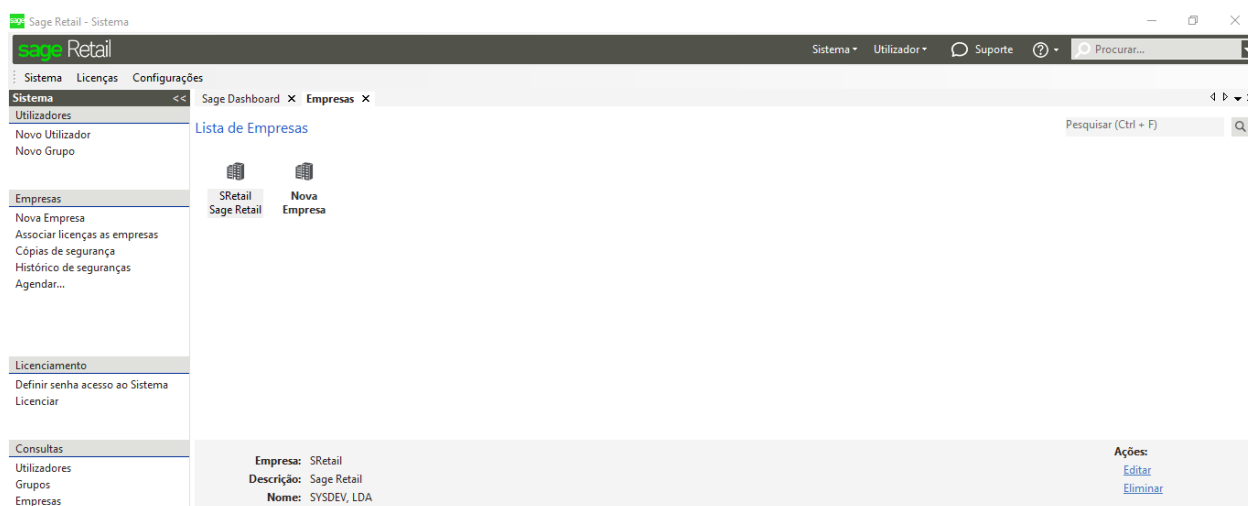 sage Sage Retail - Sistema
sage Retail
Sistema Utilizador Suporte ? Procurar...
Sistema Licenças Configurações
Sistema <<
Sage Dashboard X Empresas X
Utilizadores
Novo Utilizador
Novo Grupo
Lista de Empresas
Pesquisar (Ctrl + F)
SRetail
Sage Retail
Nova
Empresa
Empresas
Nova Empresa
Associar licenças as empresas
Cópias de segurança
Histórico de seguranças
Agendar...
Licenciamento
Definir senha acesso ao Sistema
Licenciar
Consultas
Utilizadores
Grupos
Empresas
Empresa: SRetail
Descrição: Sage Retail
Nome: SYSDEV, LDA
Ações:
Editar
Eliminar